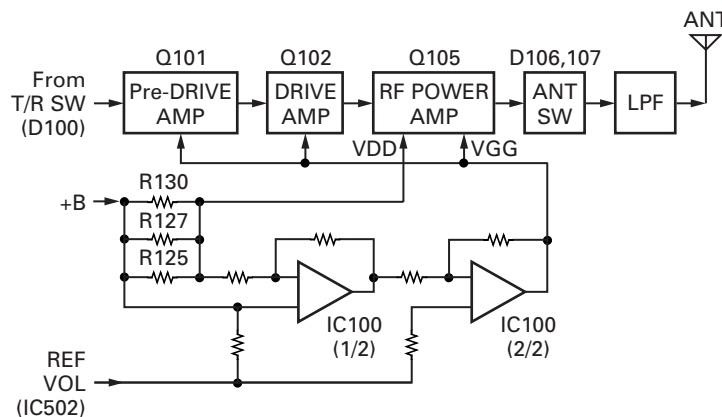 ANT
Q101
Q102
Q105
D106,107
From
T/R SW
(D100)
Pre-DRIVE
AMP
DRIVE
AMP
RF POWER
AMP
ANT
SW
LPF
VDD
VGG
+B
R130
R127
R125
IC100
(1/2)
IC100
(2/2)
REF
VOL
(IC502)